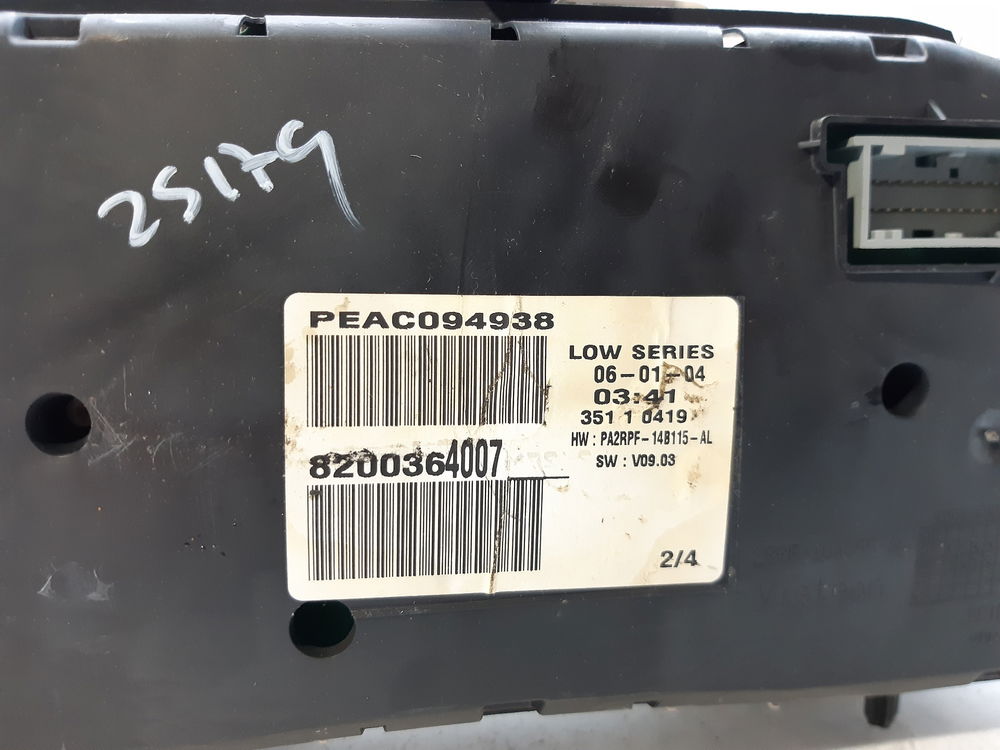 25179
PEAC094938
LOW SERIES
06-01-04
03:41
351 1 0419
HW : PA2RPF-14B115-AL
SW : V09.03
8200364007
2/4